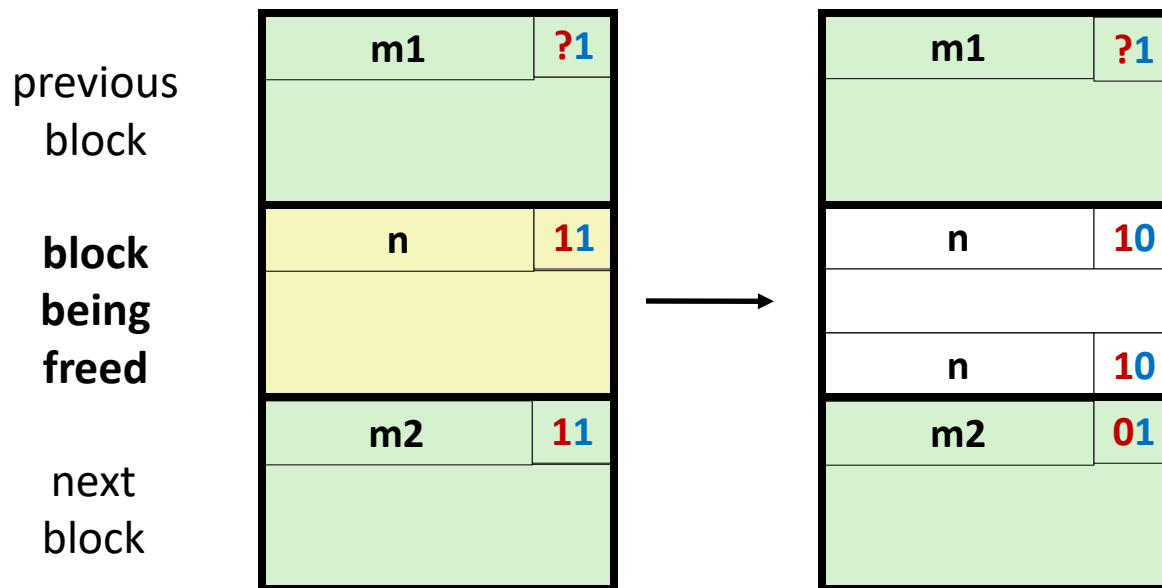 previous
block
m1 ?1
m1 ?1
block
being
freed
n 11
n 10
n 10
next
block
m2 11
m2 01